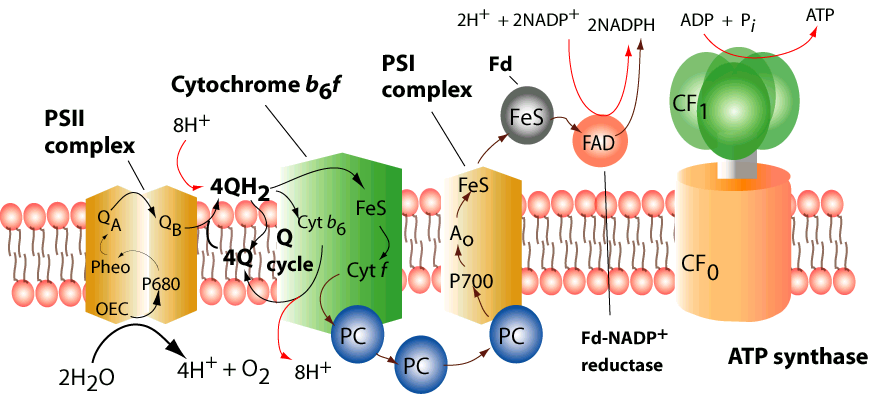 2H⁺ + 2NADP⁺
2NADPH
ADP + Pᵢ
ATP
Cytochrome b₆f
PSI
complex
Fd
PSII
complex
8H⁺
FeS
FAD
CF₁
4QH₂
FeS
Q_A
Q_B
Cyt b₆
FeS
A₀
4Q
Q
cycle
Pheo
P680
Cyt f
P700
CF₀
OEC
PC
PC
PC
2H₂O
4H⁺ + O₂
8H⁺
Fd-NADP⁺
reductase
ATP synthase